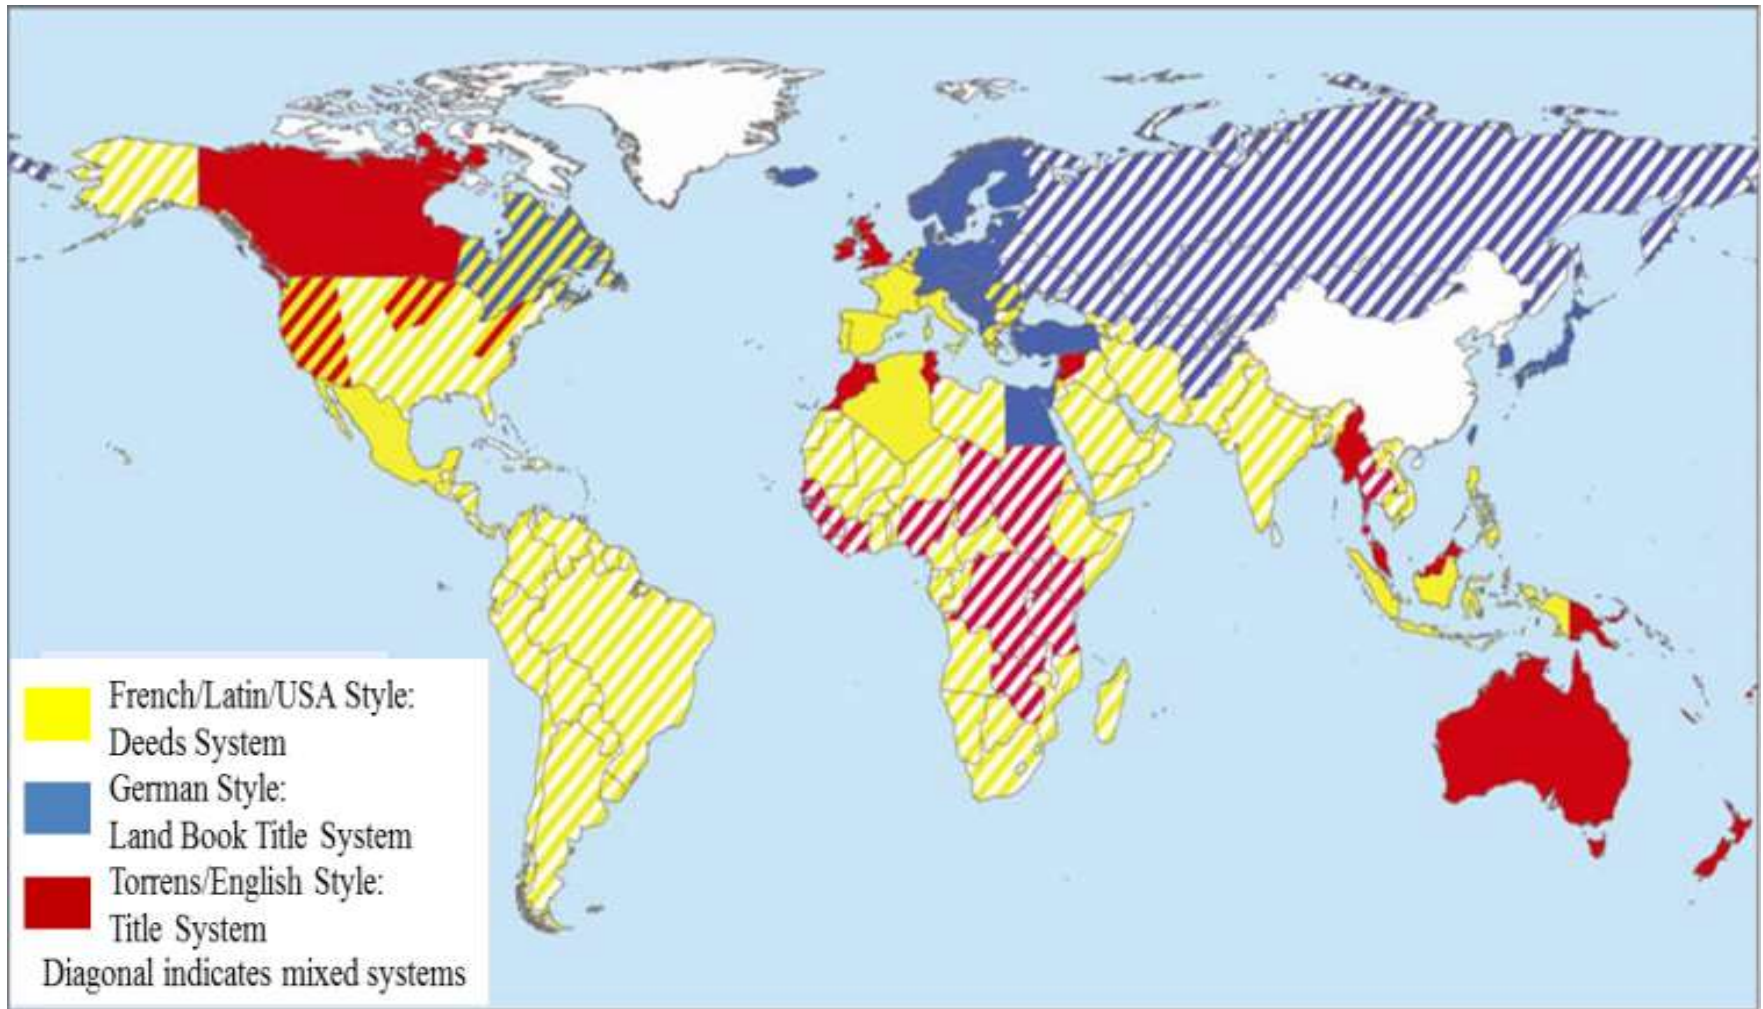 French/Latin/USA Style:
Deeds System
German Style:
Land Book Title System
Torrens/English Style:
Title System
Diagonal indicates mixed systems